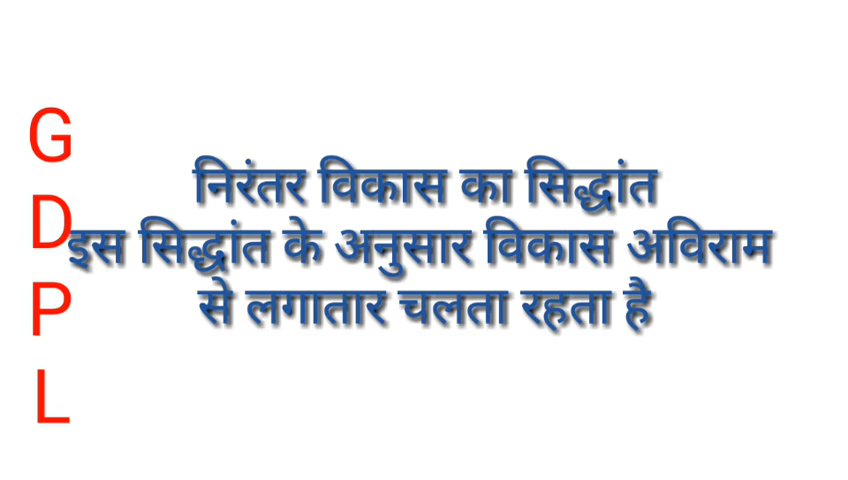 G
D
P
L
निरंतर विकास का सिद्धांत
इस सिद्धांत के अनुसार विकास अविराम
से लगातार चलता रहता है